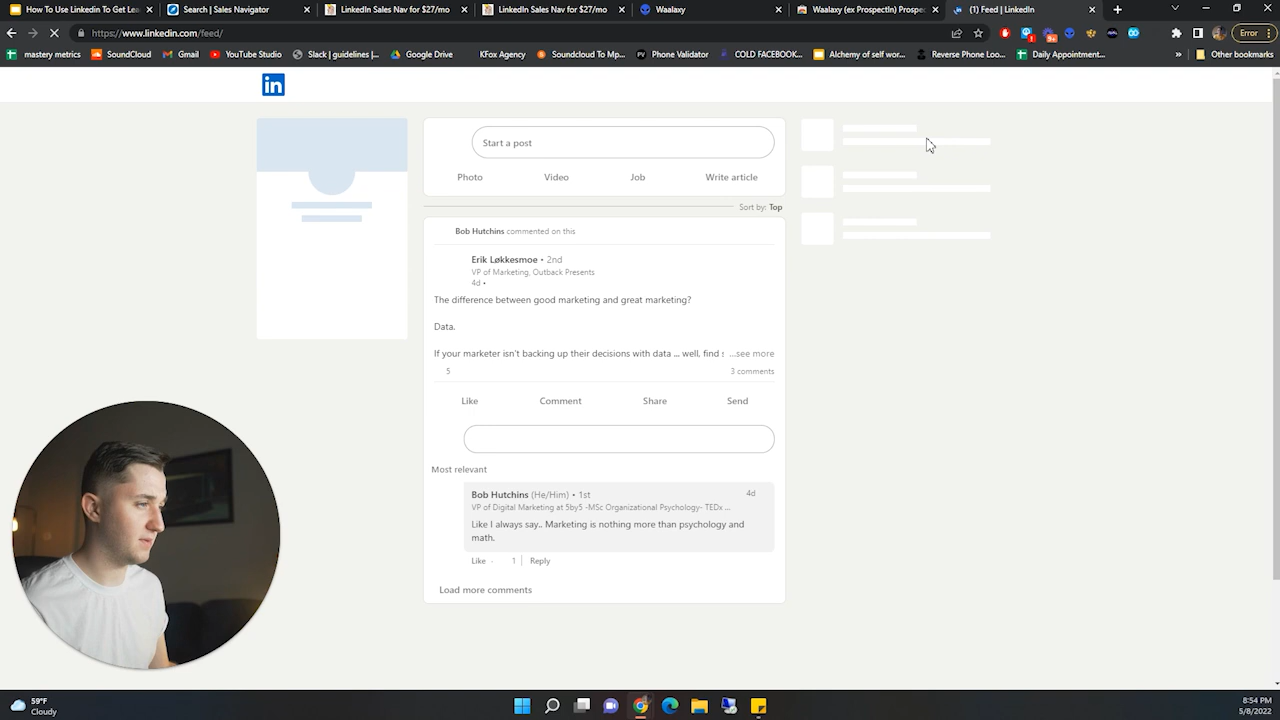 How To Use Linkedin To Get Lea
Search | Sales Navigator
LinkedIn Sales Nav for $27/mo
LinkedIn Sales Nav for $27/mo
Waalaxy
Waalaxy (ex ProspectIn) Prospec
(1) Feed | LinkedIn
https://www.linkedin.com/feed/
Error
mastery metrics
SoundCloud
Gmail
YouTube Studio
Slack | guidelines |...
Google Drive
KFox Agency
Soundcloud To Mp...
Phone Validator
COLD FACEBOOK...
Alchemy of self wor...
Reverse Phone Loo...
Daily Appointment...
Other bookmarks
in
Start a post
Photo
Video
Job
Write article
Sort by: Top
Bob Hutchins commented on this
Erik Løkkesmoe • 2nd
VP of Marketing, Outback Presents
4d •
The difference between good marketing and great marketing?
Data.
If your marketer isn't backing up their decisions with data ... well, find ...see more
5
3 comments
Like
Comment
Share
Send
Most relevant
Bob Hutchins (He/Him) • 1st
4d
VP of Digital Marketing at 5by5 -MSc Organizational Psychology- TEDx ...
Like I always say.. Marketing is nothing more than psychology and
math.
Like · 1 | Reply
Load more comments
59°F
Cloudy
8:54 PM
5/8/2022